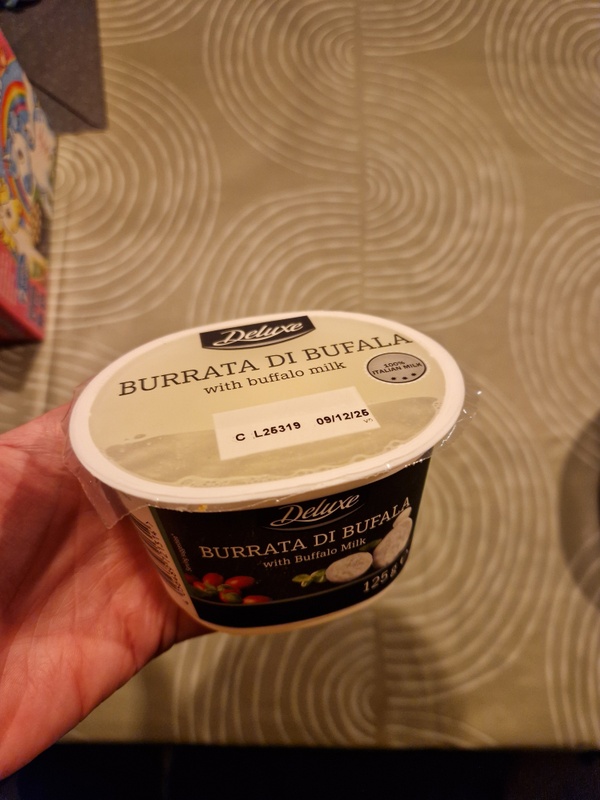 Deluxe
BURRATA DI BUFALA
with buffalo milk
100%
ITALIAN MILK
C L25319 09/12/25
Deluxe
BURRATA DI BUFALA
with Buffalo Milk
125 g e